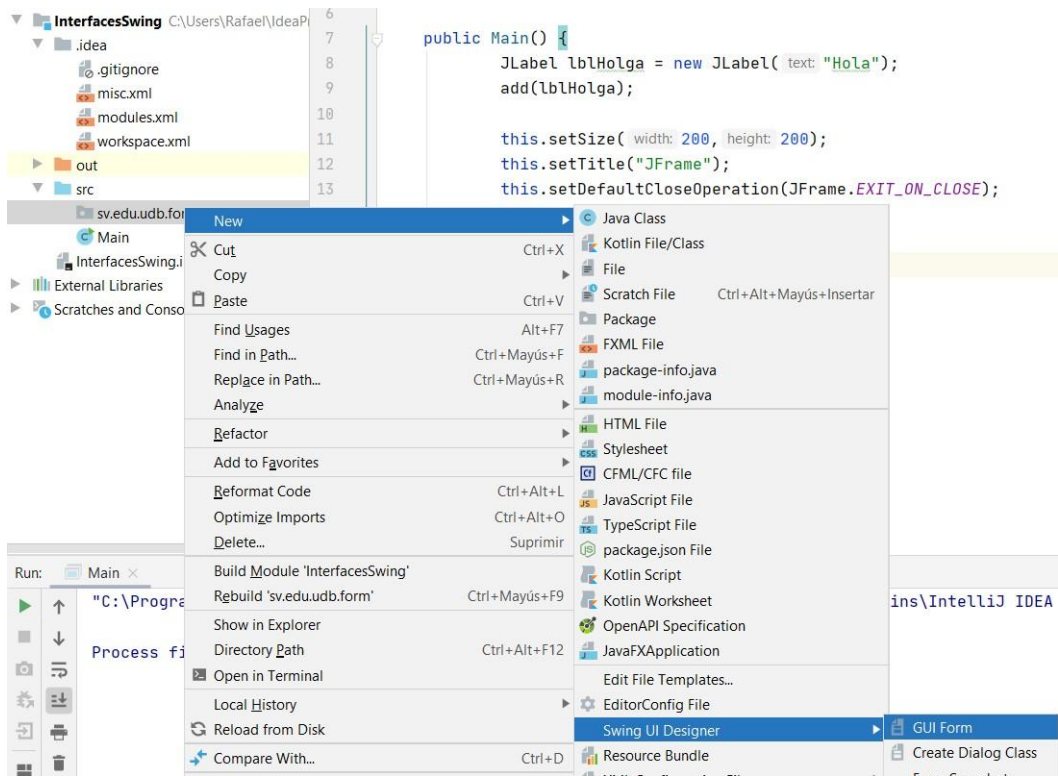 InterfacesSwing C:\Users\Rafael\IdeaP
.idea
.gitignore
misc.xml
modules.xml
workspace.xml
out
src
sv.edu.udb.for
Main
InterfacesSwing.i
External Libraries
Scratches and Conso
6
7 public Main() {
8 JLabel lblHolga = new JLabel( text: "Hola");
9 add(lblHolga);
10
11 this.setSize( width: 200, height: 200);
12 this.setTitle("JFrame");
13 this.setDefaultCloseOperation(JFrame.EXIT_ON_CLOSE);
New
Cut Ctrl+X
Copy
Paste Ctrl+V
Find Usages Alt+F7
Find in Path... Ctrl+Mayús+F
Replace in Path... Ctrl+Mayús+R
Analyze
Refactor
Add to Favorites
Reformat Code Ctrl+Alt+L
Optimize Imports Ctrl+Alt+O
Delete... Suprimir
Build Module 'InterfacesSwing'
Rebuild 'sv.edu.udb.form' Ctrl+Mayús+F9
Show in Explorer
Directory Path Ctrl+Alt+F12
Open in Terminal
Local History
Reload from Disk
Compare With... Ctrl+D
Java Class
Kotlin File/Class
File
Scratch File Ctrl+Alt+Mayús+Insertar
Package
FXML File
package-info.java
module-info.java
HTML File
Stylesheet
CFML/CFC file
JavaScript File
TypeScript File
package.json File
Kotlin Script
Kotlin Worksheet
OpenAPI Specification
JavaFXApplication
Edit File Templates...
EditorConfig File
Swing UI Designer
Resource Bundle
GUI Form
Create Dialog Class
Run: Main
"C:\Progra
ins\IntelliJ IDEA
Process fi